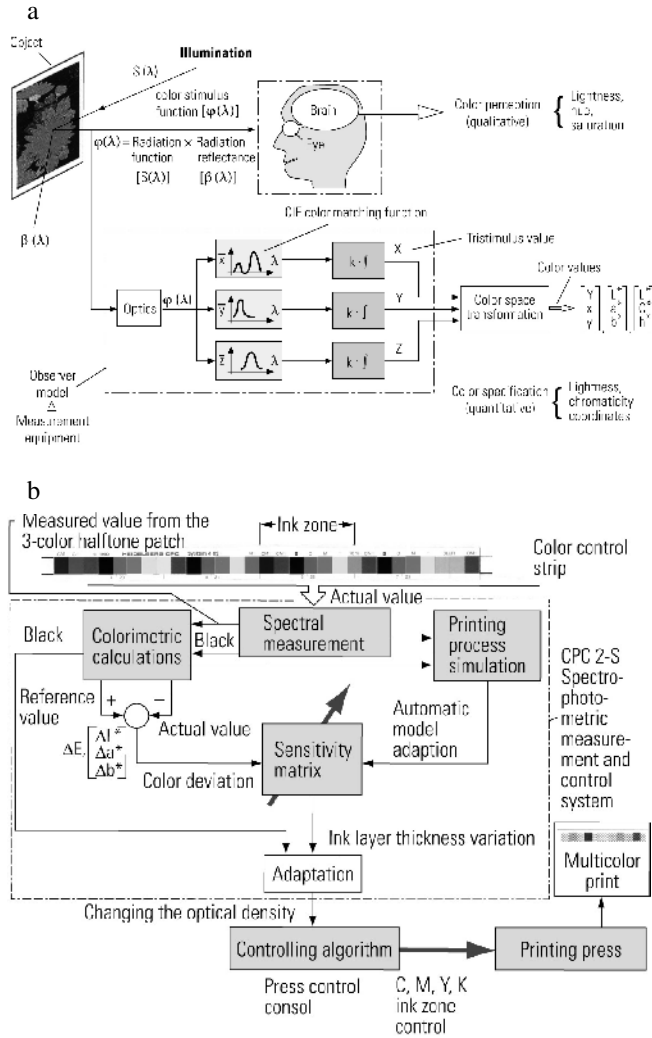 a
Object
Illumination
S(λ)
color stimulus
function [φ(λ)]
φ(λ) = Radiation × Radiation
function reflectance
[S(λ)] [β(λ)]
Brain
Eye
Color perception
(qualitative)
Lightness,
hue,
saturation
β(λ)
CIE color matching function
Tristimulus value
Color values
Optics
φ(λ)
x̅ λ
k · ∫
X
y̅ λ
k · ∫
Y
z̅ λ
k · ∫
Z
Color space
transformation
Y
x
y
L*
a*
b*
L*
C*
h*
Observer
model
≙
Measurement
equipment
Color specification
(quantitative)
Lightness,
chromaticity
coordinates
b
Measured value from the
3-color halftone patch
Ink zone
Color control
strip
Actual value
Black
Colorimetric
calculations
Black
Spectral
measurement
Printing
process
simulation
CPC 2-S
Spectro-
photo-
metric
measure-
ment and
control
system
Reference
value
+ −
Actual value
ΔE,
Δl*
Δa*
Δb*
Color deviation
Sensitivity
matrix
Automatic
model
adaption
Ink layer thickness variation
Adaptation
Multicolor
print
Changing the optical density
Controlling algorithm
Printing press
Press control
consol
C, M, Y, K
ink zone
control